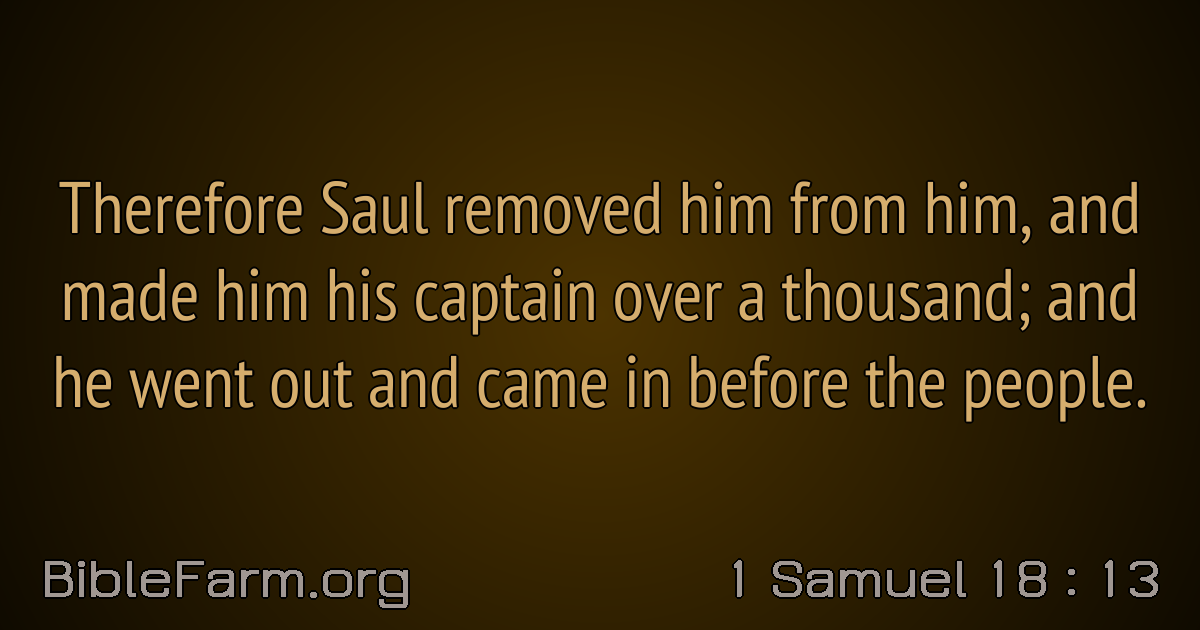 Therefore Saul removed him from him, and
made him his captain over a thousand; and
he went out and came in before the people.
BibleFarm.org
1 Samuel 18 : 13